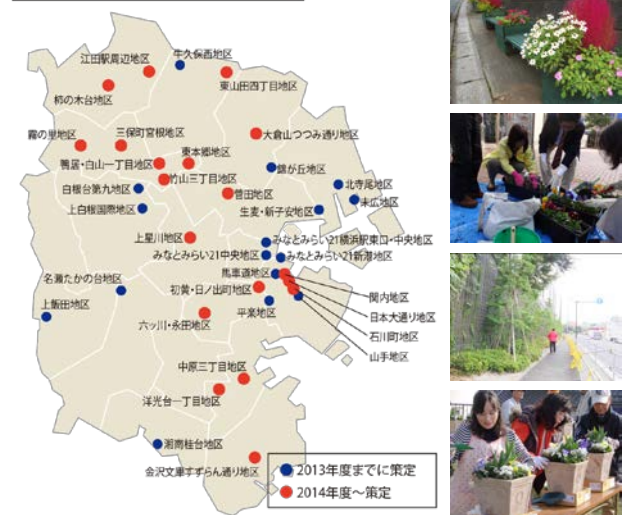 江田駅周辺地区
牛久保西地区
東山田四丁目地区
柿の木台地区
霧の里地区
三保町宮根地区
大倉山つつみ通り地区
東本郷地区
鴨居・白山一丁目地区
竹山三丁目地区
錦が丘地区
白根台第九地区
菅田地区
北寺尾地区
末広地区
上白根国際地区
生麦・新子安地区
上星川地区
みなとみらい21横浜駅東口・中央地区
みなとみらい21中央地区
みなとみらい21新港地区
馬車道地区
名瀬たかの台地区
関内地区
初黄・日ノ出町地区
上飯田地区
平楽地区
日本大通り地区
六ッ川・永田地区
石川町地区
山手地区
中原三丁目地区
洋光台一丁目地区
湘南桂台地区
金沢文庫すずらん通り地区
2013年度までに策定
2014年度～策定